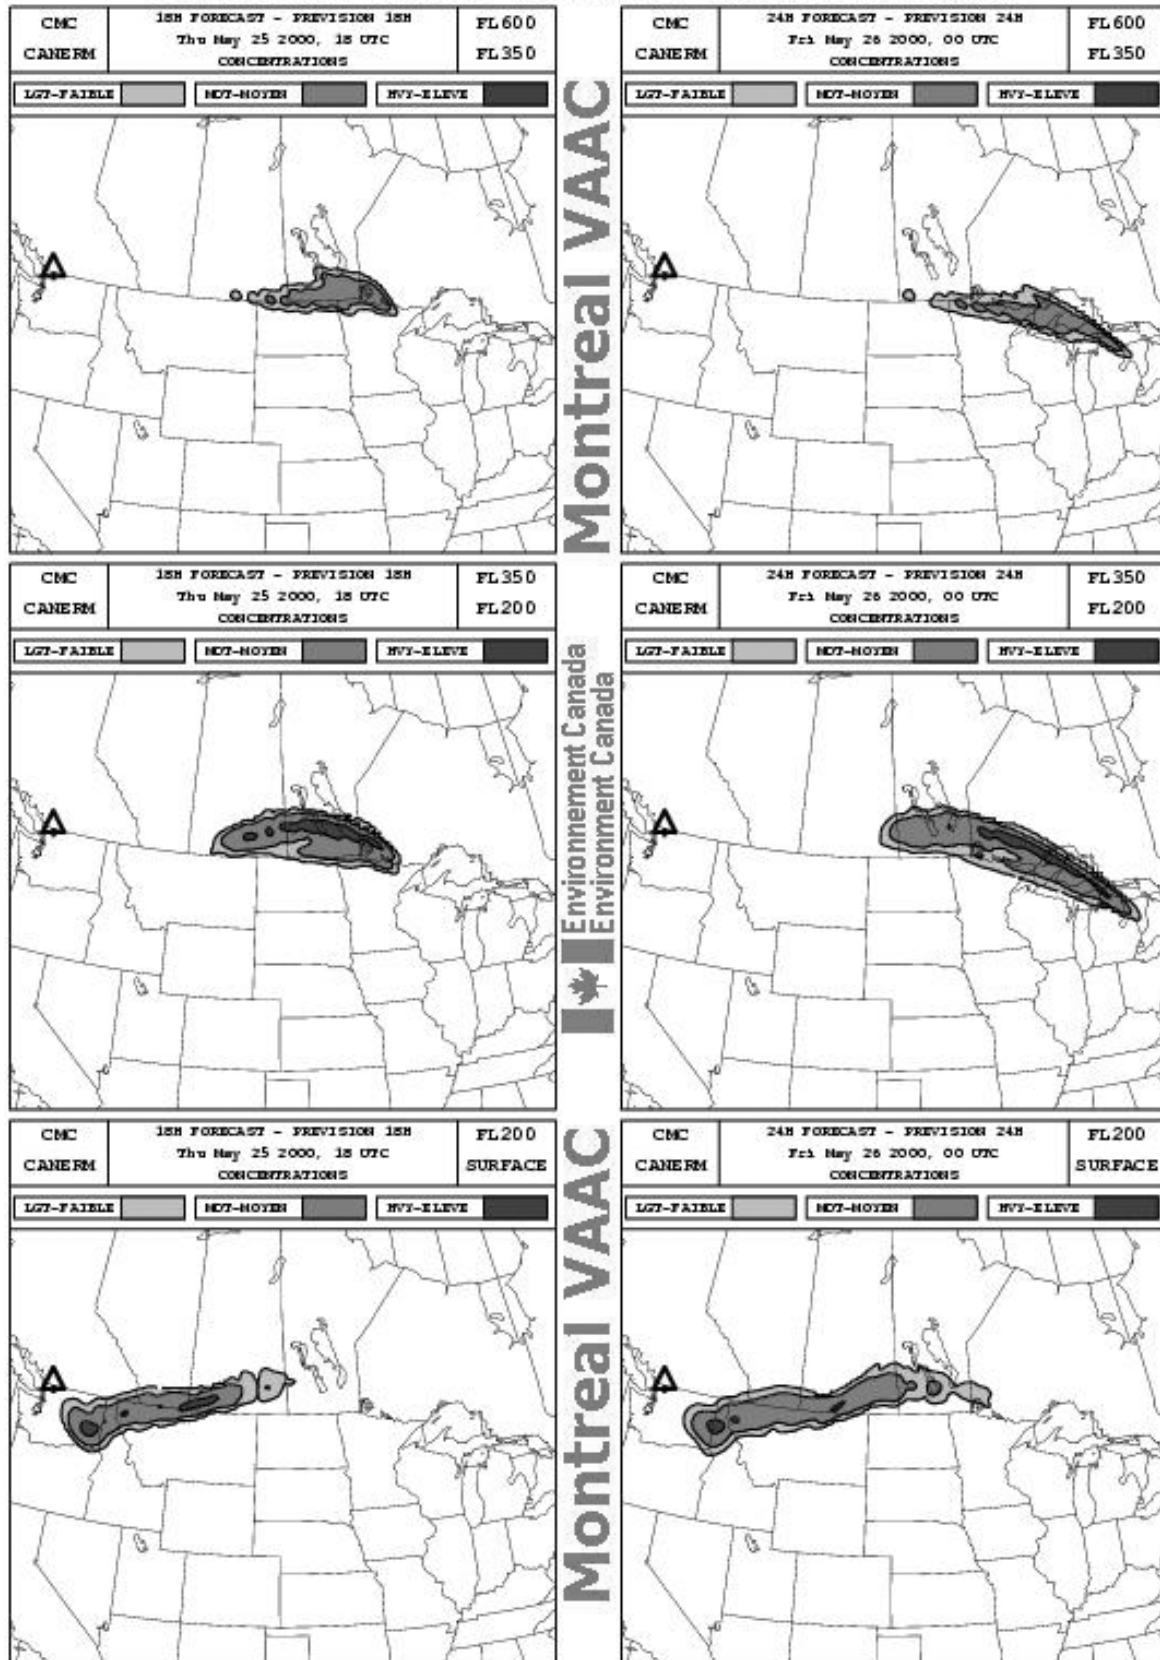 CMC
CANERM
18H FORECAST - PREVISION 18H
Thu May 25 2000, 18 UTC
CONCENTRATIONS
FL600
FL350
LGT-FAIBLE
MDT-MOYEN
HVY-ELEVE
CMC
CANERM
24H FORECAST - PREVISION 24H
Fri May 26 2000, 00 UTC
CONCENTRATIONS
FL600
FL350
LGT-FAIBLE
MDT-MOYEN
HVY-ELEVE
Montreal VAAC
CMC
CANERM
18H FORECAST - PREVISION 18H
Thu May 25 2000, 18 UTC
CONCENTRATIONS
FL350
FL200
LGT-FAIBLE
MDT-MOYEN
HVY-ELEVE
CMC
CANERM
24H FORECAST - PREVISION 24H
Fri May 26 2000, 00 UTC
CONCENTRATIONS
FL350
FL200
LGT-FAIBLE
MDT-MOYEN
HVY-ELEVE
Environnement Canada
Environment Canada
CMC
CANERM
18H FORECAST - PREVISION 18H
Thu May 25 2000, 18 UTC
CONCENTRATIONS
FL200
SURFACE
LGT-FAIBLE
MDT-MOYEN
HVY-ELEVE
CMC
CANERM
24H FORECAST - PREVISION 24H
Fri May 26 2000, 00 UTC
CONCENTRATIONS
FL200
SURFACE
LGT-FAIBLE
MDT-MOYEN
HVY-ELEVE
Montreal VAAC